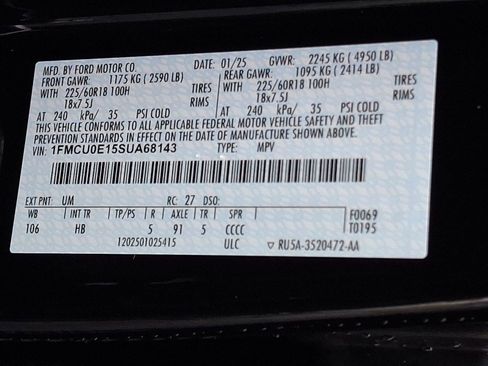 MFD. BY FORD MOTOR CO. DATE: 01/25 GVWR: 2245 KG ( 4950 LB)
FRONT GAWR: 1175 KG ( 2590 LB) REAR GAWR: 1095 KG ( 2414 LB)
WITH 225/60R18 100H TIRES WITH 225/60R18 100H TIRES
18x7.5J RIMS 18x7.5J RIMS
AT 240 kPa/ 35 PSI COLD AT 240 kPa/ 35 PSI COLD
THIS VEHICLE CONFORMS TO ALL APPLICABLE FEDERAL MOTOR VEHICLE SAFETY AND THEFT
PREVENTION STANDARDS IN EFFECT ON THE DATE OF MANUFACTURE SHOWN ABOVE.
VIN: 1FMCU0E15SUA68143 TYPE: MPV
EXT PNT: UM RC: 27 DSO:
WB INT TR TP/PS R AXLE TR SPR F0069
106 HB 5 91 5 CCCC T0195
1202501025415 ULC ▽ RU5A-3520472-AA